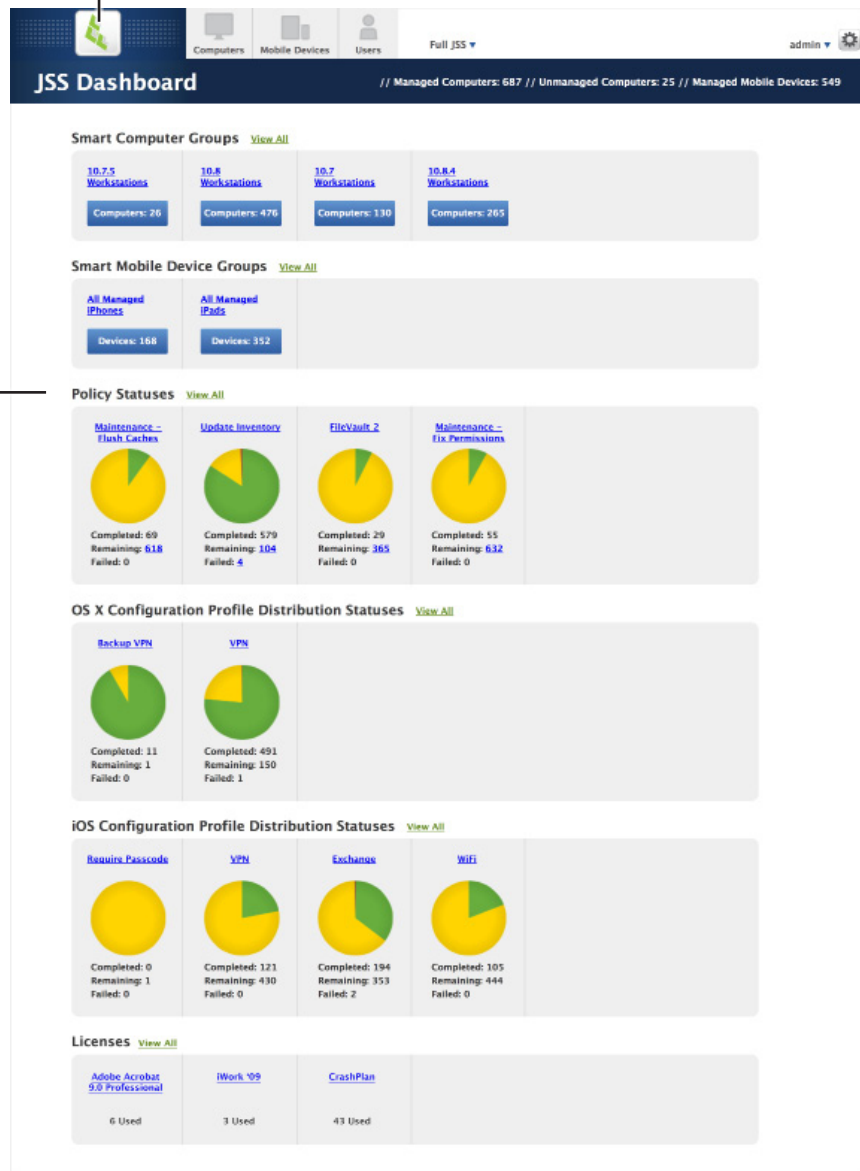 Computers Mobile Devices Users Full JSS ▾ admin ▾
JSS Dashboard // Managed Computers: 687 // Unmanaged Computers: 25 // Managed Mobile Devices: 549
Smart Computer Groups View All
10.7.5 10.8 10.7 10.8.4
Workstations Workstations Workstations Workstations
Computers: 26 Computers: 476 Computers: 130 Computers: 265
Smart Mobile Device Groups View All
All Managed All Managed
iPhones iPads
Devices: 168 Devices: 352
Policy Statuses View All
Maintenance – Update Inventory FileVault 2 Maintenance –
Flush Caches Fix Permissions
Completed: 69 Completed: 579 Completed: 29 Completed: 55
Remaining: 618 Remaining: 104 Remaining: 365 Remaining: 632
Failed: 0 Failed: 4 Failed: 0 Failed: 0
OS X Configuration Profile Distribution Statuses View All
Backup VPN VPN
Completed: 11 Completed: 491
Remaining: 1 Remaining: 150
Failed: 0 Failed: 1
iOS Configuration Profile Distribution Statuses View All
Require Passcode VPN Exchange WiFi
Completed: 0 Completed: 121 Completed: 194 Completed: 105
Remaining: 1 Remaining: 430 Remaining: 353 Remaining: 444
Failed: 0 Failed: 0 Failed: 2 Failed: 0
Licenses View All
Adobe Acrobat iWork '09 CrashPlan
9.0 Professional
6 Used 3 Used 43 Used